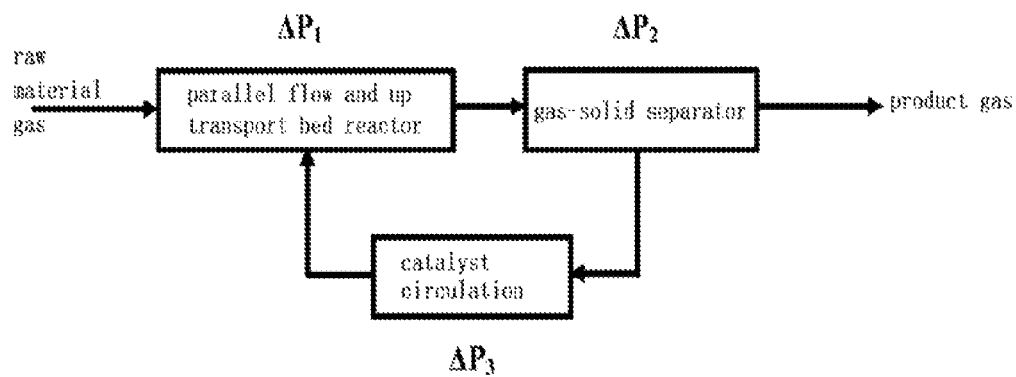 ΔP₁
ΔP₂
raw
material
gas
parallel flow and up
transport bed reactor
gas-solid separator
product gas
catalyst
circulation
ΔP₃